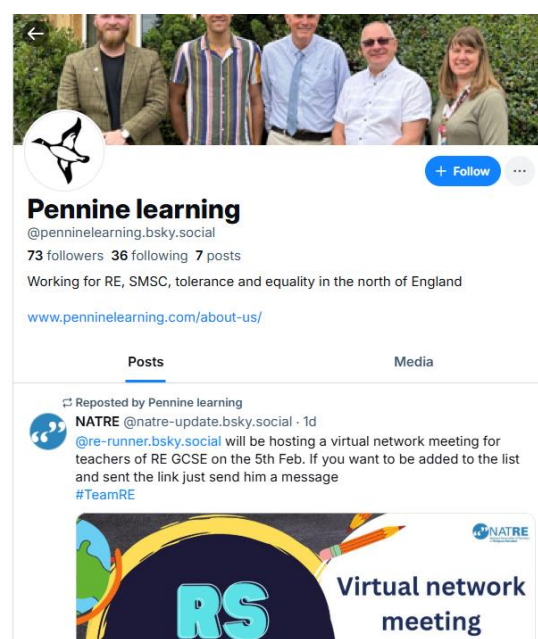 + Follow
Pennine learning
@penninelearning.bsky.social
73 followers 36 following 7 posts
Working for RE, SMSC, tolerance and equality in the north of England
www.penninelearning.com/about-us/
Posts Media
Reposted by Pennine learning
NATRE @natre-update.bsky.social · 1d
@re-runner.bsky.social will be hosting a virtual network meeting for
teachers of RE GCSE on the 5th Feb. If you want to be added to the list
and sent the link just send him a message
#TeamRE
NATRE
RS
Virtual network
meeting